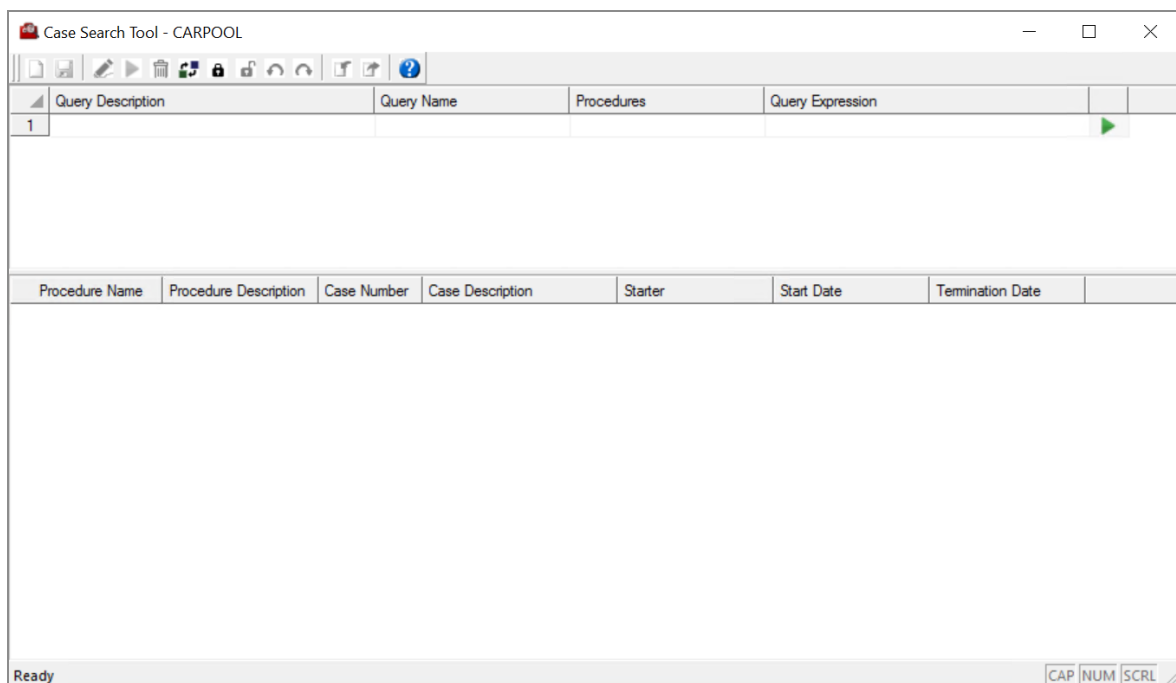 Case Search Tool - CARPOOL
Query Description Query Name Procedures Query Expression
1
Procedure Name Procedure Description Case Number Case Description Starter Start Date Termination Date
Ready CAP NUM SCRL